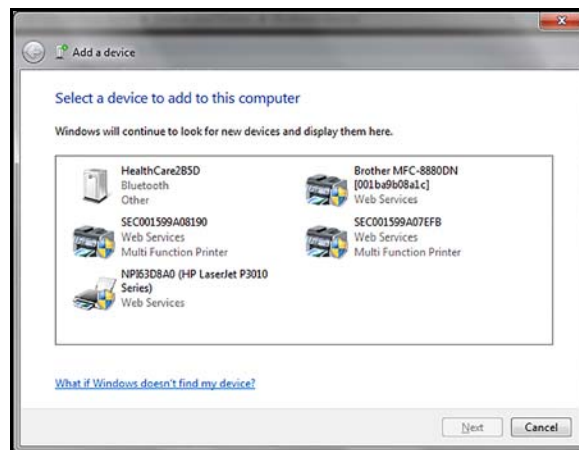 Add a device
Select a device to add to this computer
Windows will continue to look for new devices and display them here.
HealthCare2B5D
Bluetooth
Other
Brother MFC-8880DN
[001ba9b08a1c]
Web Services
SEC001599A08190
Web Services
Multi Function Printer
SEC001599A07EFB
Web Services
Multi Function Printer
NPI63D8A0 (HP LaserJet P3010
Series)
Web Services
What if Windows doesn't find my device?
Next
Cancel